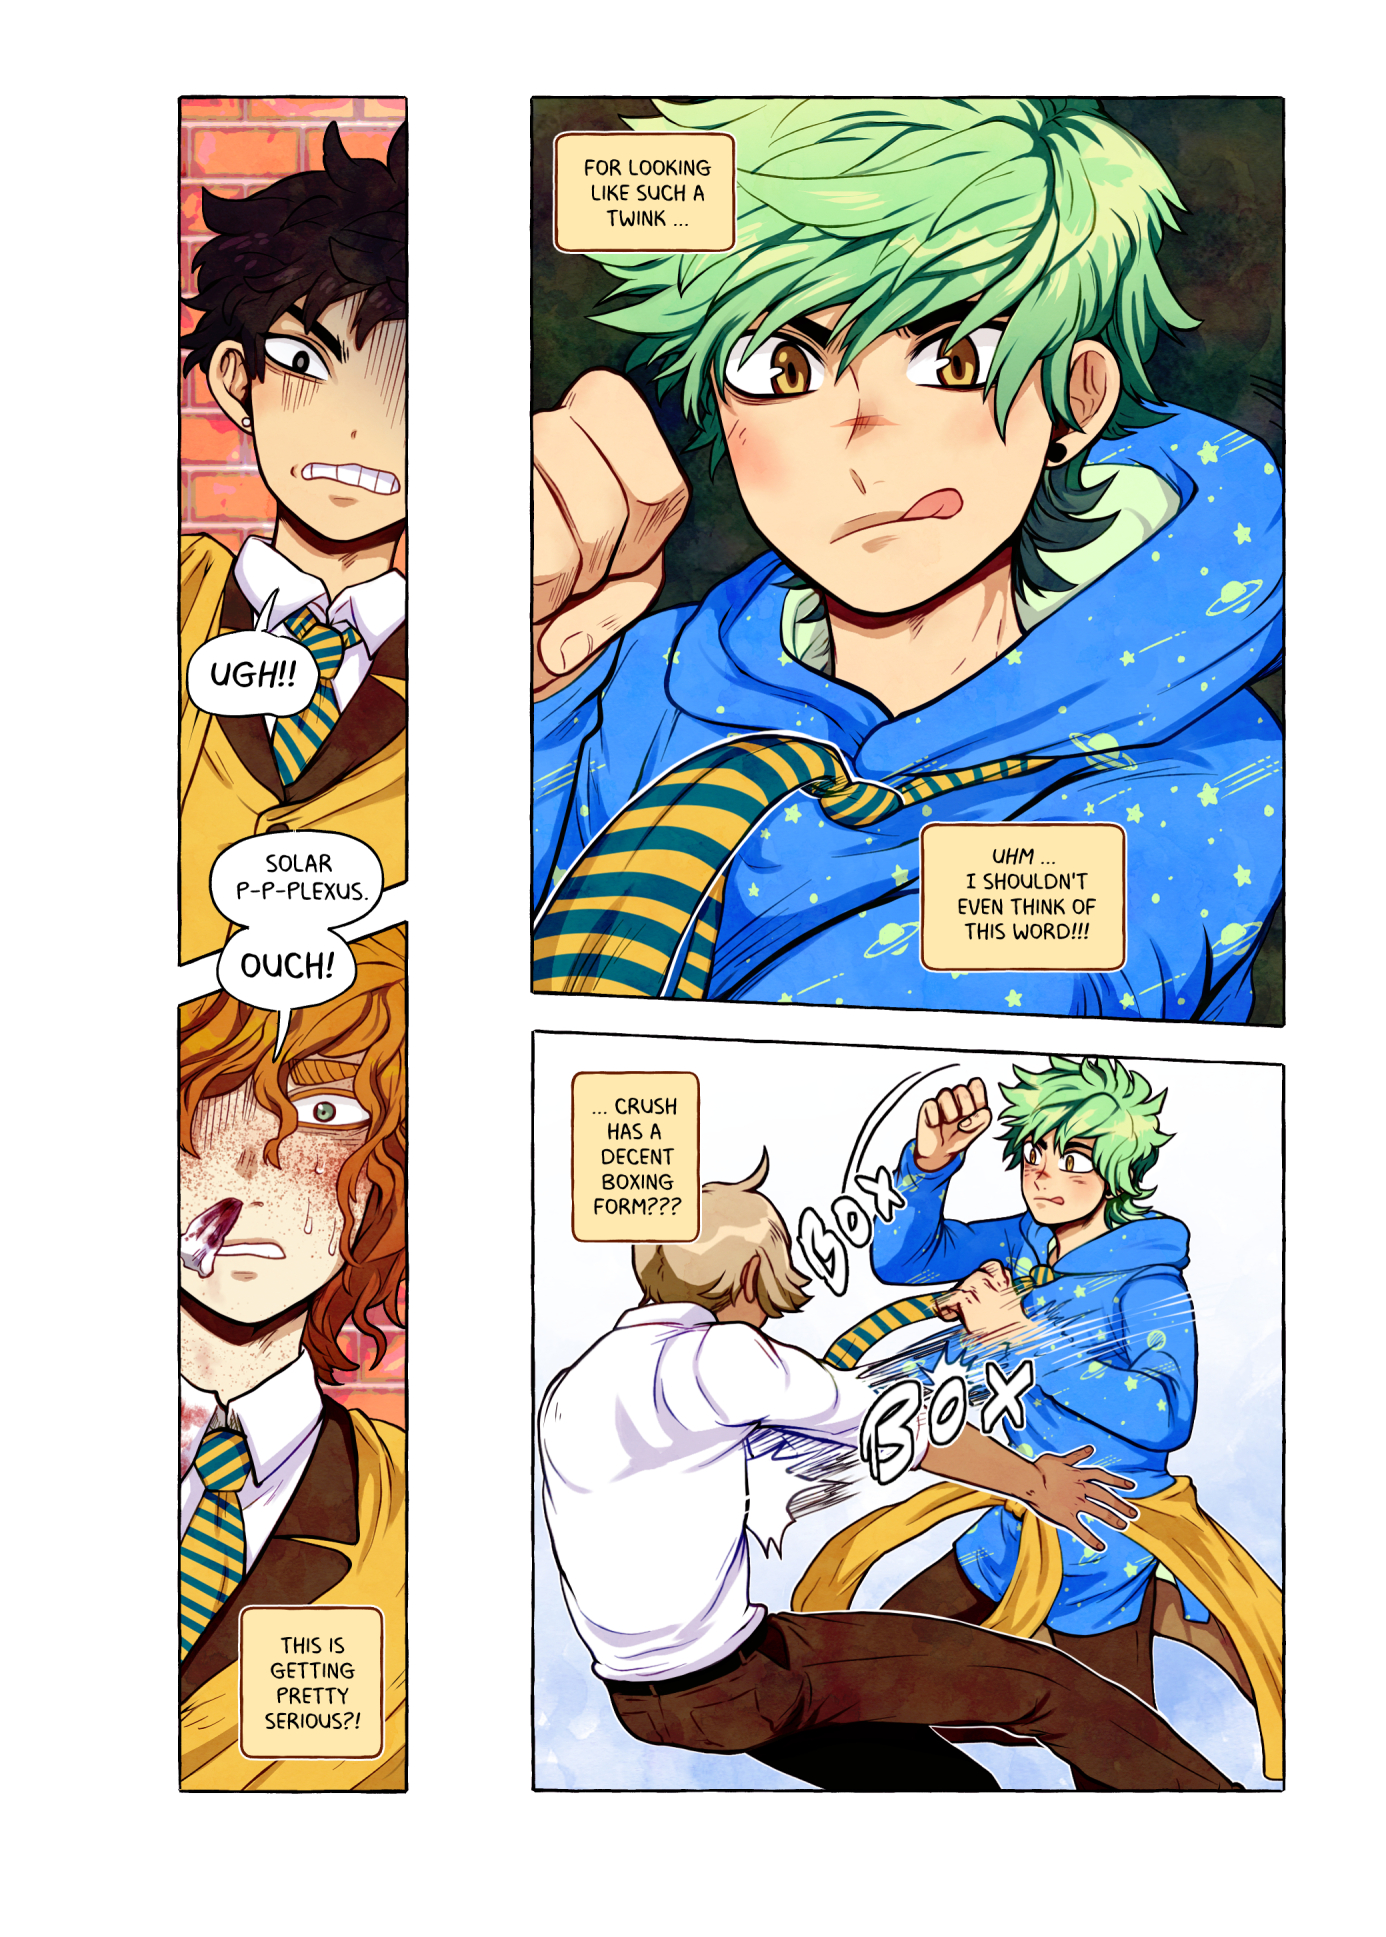 UGH!!
SOLAR
P-P-PLEXUS.
OUCH!
THIS IS
GETTING
PRETTY
SERIOUS?!
FOR LOOKING
LIKE SUCH A
TWINK ...
UHM ...
I SHOULDN'T
EVEN THINK OF
THIS WORD!!!
... CRUSH
HAS A
DECENT
BOXING
FORM???
BOX
BOX